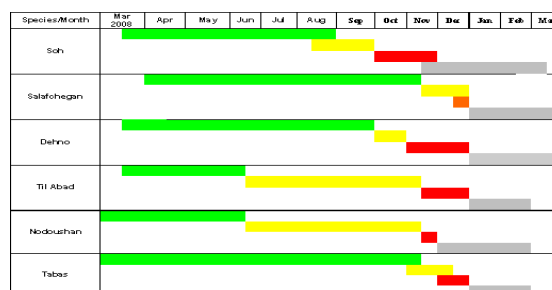 Species/Month Mar 2008 Apr May Jun Jul Aug Sep Oct Nov Dec Jan Feb Ma
Soh
Salafchegan
Dehno
Til Abad
Nodoushan
Tabas